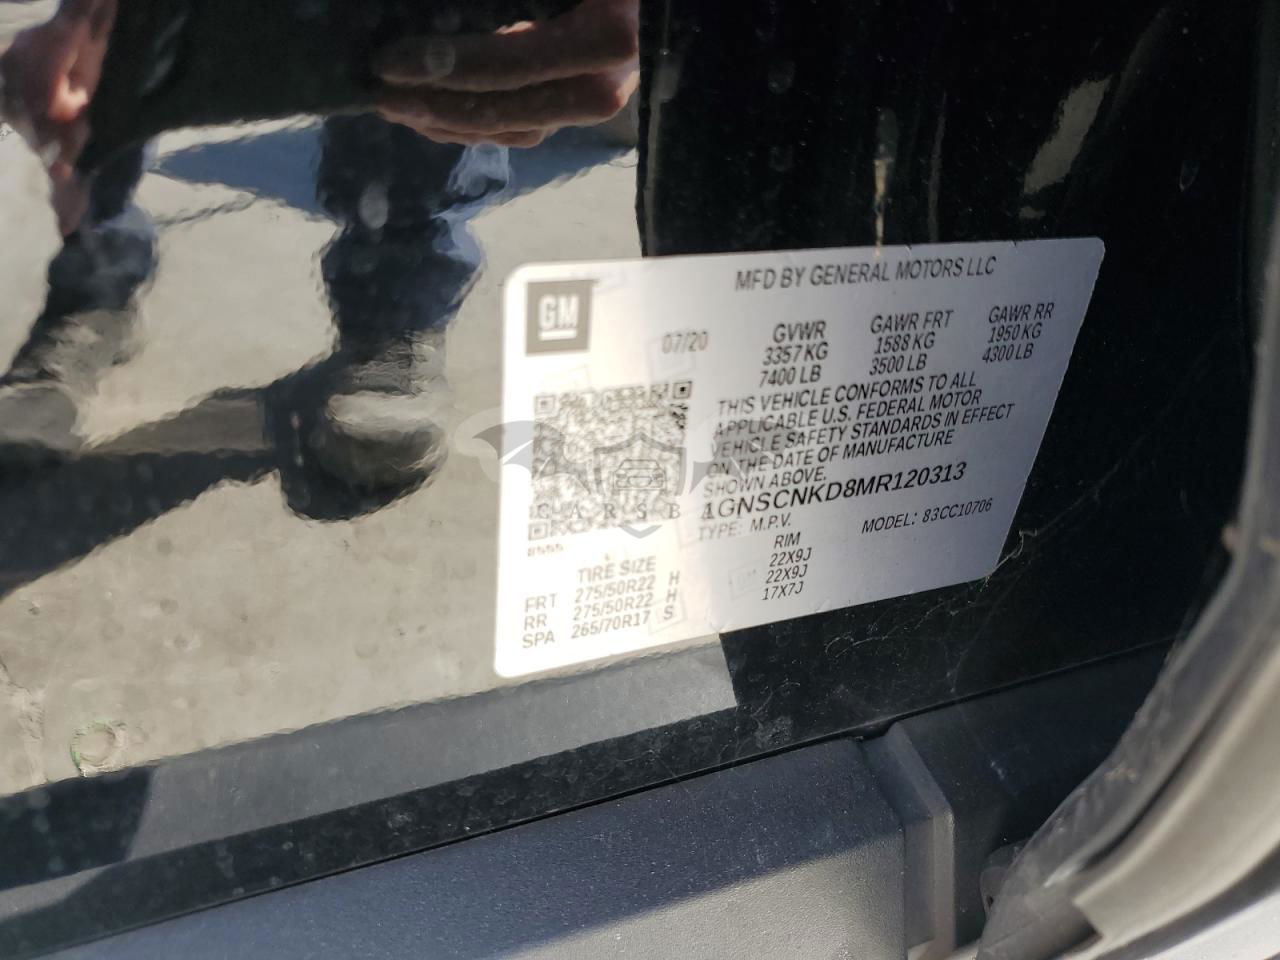 MFD BY GENERAL MOTORS LLC
GM
07/20
GVWR GAWR FRT GAWR RR
3357 KG 1588 KG 1950 KG
7400 LB 3500 LB 4300 LB
THIS VEHICLE CONFORMS TO ALL
APPLICABLE U.S. FEDERAL MOTOR
VEHICLE SAFETY STANDARDS IN EFFECT
ON THE DATE OF MANUFACTURE
SHOWN ABOVE.
1GNSCNKD8MR120313
TYPE: M.P.V. MODEL: 83CC10706
TIRE SIZE RIM
FRT 275/50R22 H 22X9J
RR 275/50R22 H 22X9J
SPA 265/70R17 S 17X7J